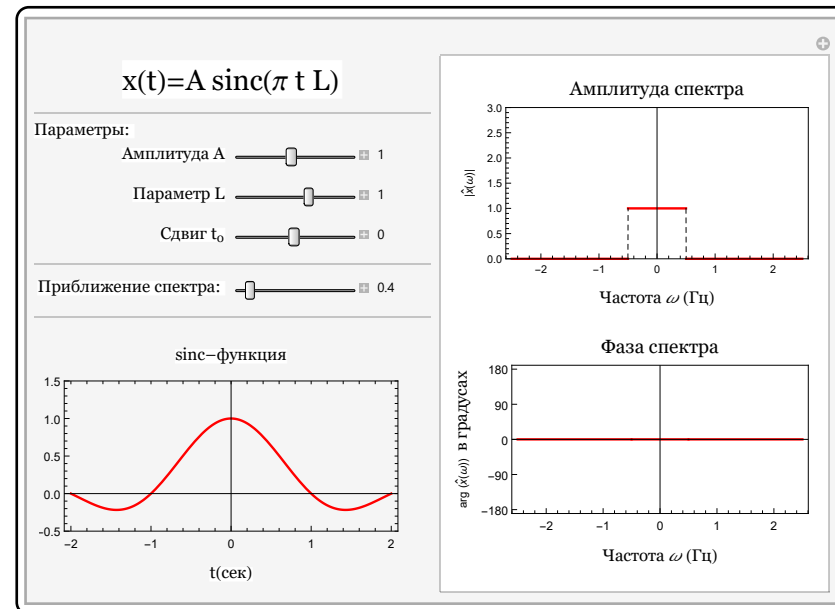 x(t)=A sinc(π t L)
Параметры:
Амплитуда A 1
Параметр L 1
Сдвиг t₀ 0
Приближение спектра: 0.4
sinc-функция
1.5
1.0
0.5
0.0
-0.5
-2 -1 0 1 2
t(сек)
Амплитуда спектра
|x̂(ω)|
3.0
2.5
2.0
1.5
1.0
0.5
0.0
-2 -1 0 1 2
Частота ω (Гц)
Фаза спектра
arg (x̂(ω)) в градусах
180
90
0
-90
-180
-2 -1 0 1 2
Частота ω (Гц)